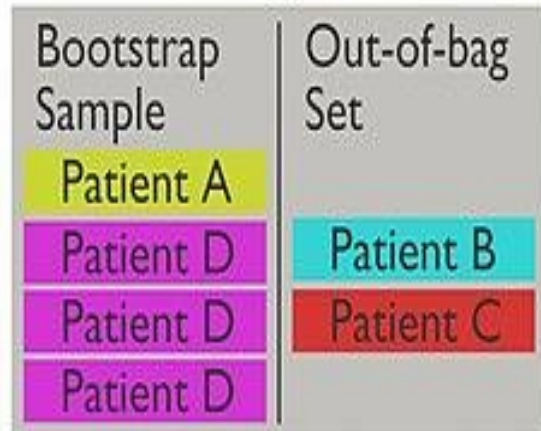 Bootstrap
Sample
Patient A
Patient D
Patient D
Patient D
Out-of-bag
Set
Patient B
Patient C